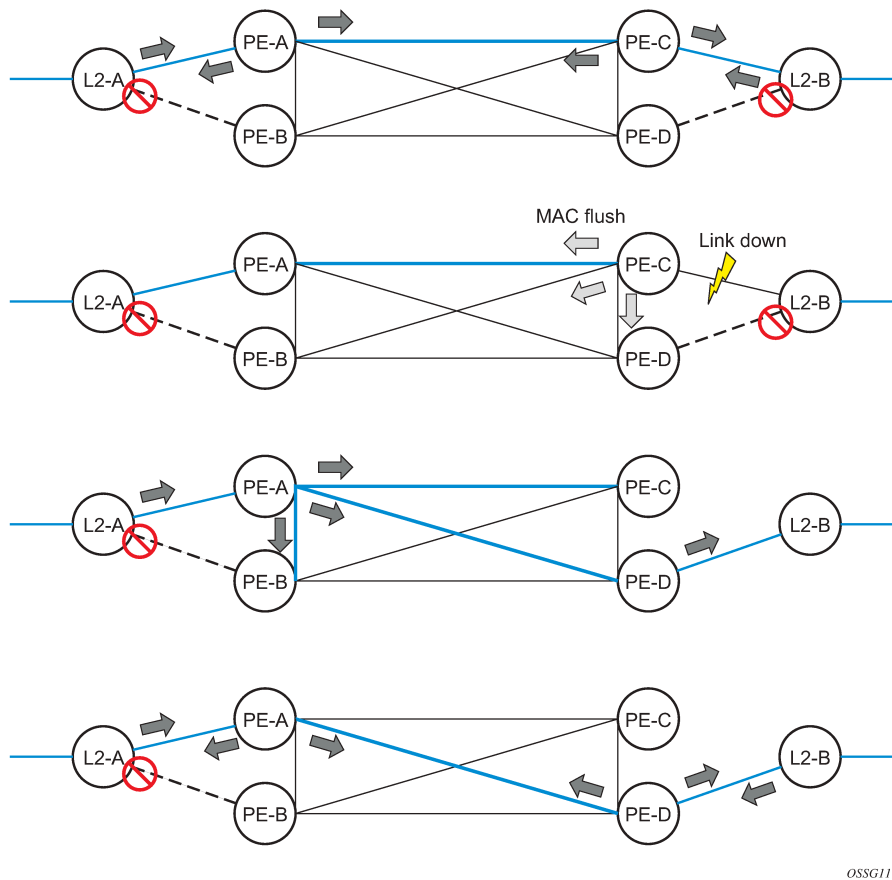 PE-A
PE-C
L2-A
L2-B
PE-B
PE-D
MAC flush
Link down
PE-A
PE-C
L2-A
L2-B
PE-B
PE-D
PE-A
PE-C
L2-A
L2-B
PE-B
PE-D
PE-A
PE-C
L2-A
L2-B
PE-B
PE-D
OSSG11